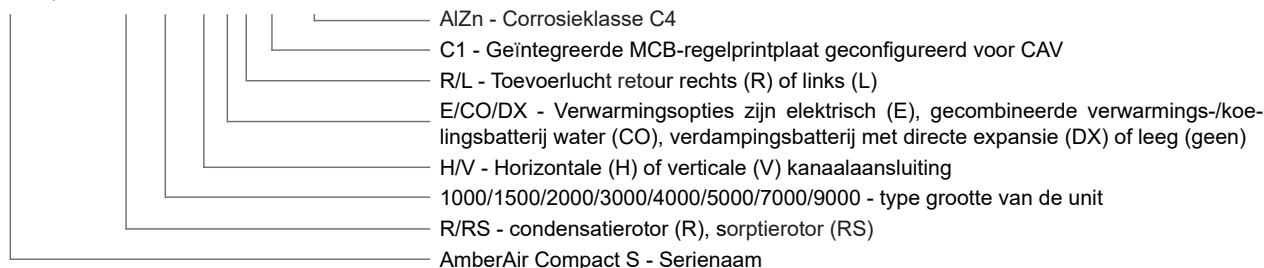 AlZn - Corrosieklasse C4
C1 - Geïntegreerde MCB-regelprintplaat geconfigureerd voor CAV
R/L - Toevoerlucht retour rechts (R) of links (L)
E/CO/DX - Verwarmingsopties zijn elektrisch (E), gecombineerde verwarmings-/koe-
lingsbatterij water (CO), verdampingsbatterij met directe expansie (DX) of leeg (geen)
H/V - Horizontale (H) of verticale (V) kanaalaansluiting
1000/1500/2000/3000/4000/5000/7000/9000 - type grootte van de unit
R/RS - condensatierotor (R), sorptierotor (RS)
AmberAir Compact S - Serienaam